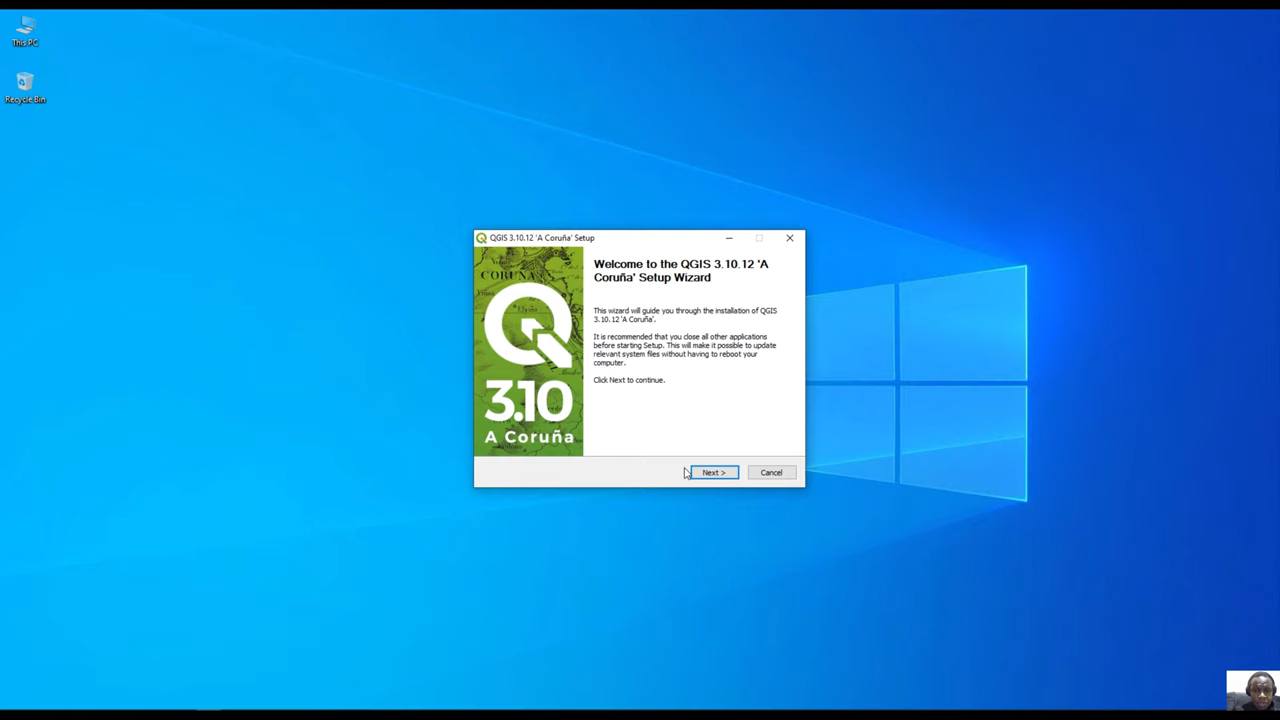 This PC
Recycle Bin
QGIS 3.10.12 'A Coruña' Setup
CORUNA
3.10
A Coruña
Welcome to the QGIS 3.10.12 'A
Coruña' Setup Wizard
This wizard will guide you through the installation of QGIS
3.10.12 'A Coruña'.
It is recommended that you close all other applications
before starting Setup. This will make it possible to update
relevant system files without having to reboot your
computer.
Click Next to continue.
Next >
Cancel